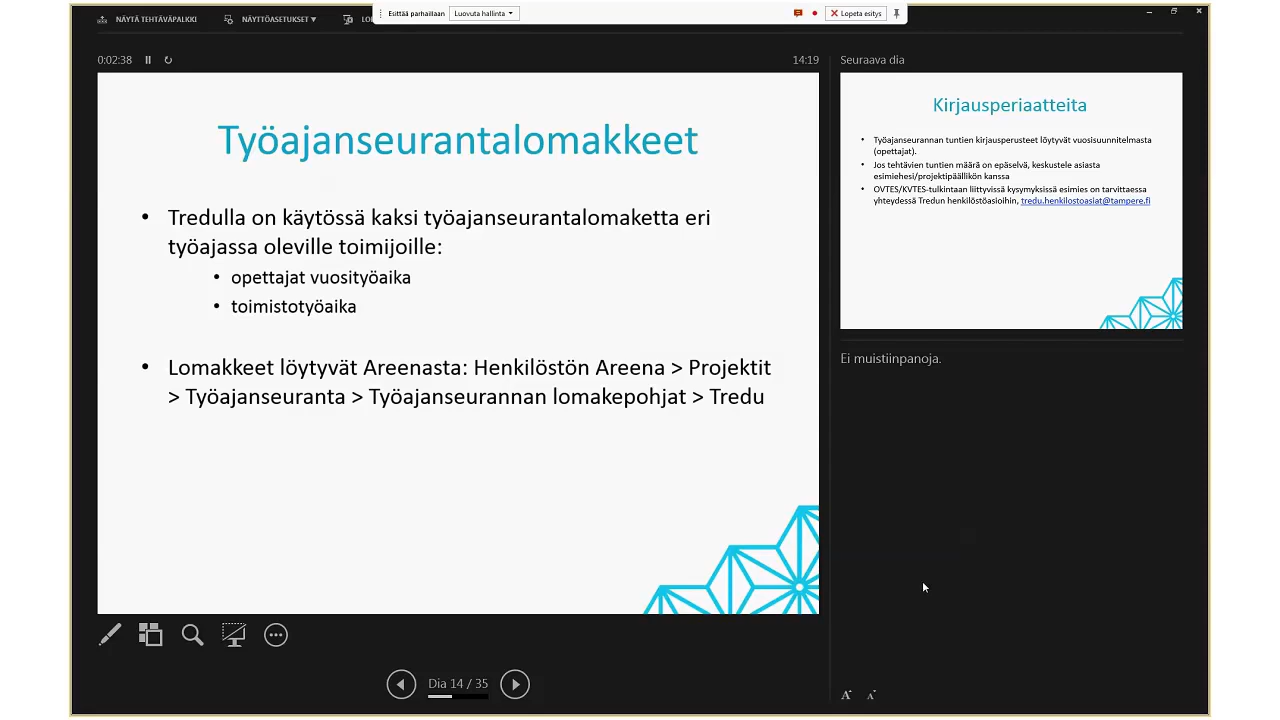 NÄYTÄ TEHTÄVÄPALKKI
NÄYTTÖASETUKSET ▼
Esittää parhaillaan
Luovuta hallinta
Lopeta esitys
0:02:38
14:19
Työajanseurantalomakkeet
• Tredulla on käytössä kaksi työajanseurantalomaketta eri
työajassa oleville toimijoille:
• opettajat vuosityöaika
• toimistotyöaika
• Lomakkeet löytyvät Areenasta: Henkilöstön Areena > Projektit
> Työajanseuranta > Työajanseurannan lomakepohjat > Tredu
Dia 14 / 35
Seuraava dia
Kirjausperiaatteita
• Työajanseurannan tuntien kirjausperusteet löytyvät vuosisuunnitelmasta
(opettajat).
• Jos tehtävien tuntien määrä on epäselvä, keskustele asiasta
esimiehesi/projektipäällikön kanssa
• OVTES/KVTES-tulkintaan liittyvissä kysymyksissä esimies on tarvittaessa
yhteydessä Tredun henkilöstöasioihin, tredu.henkilostoasiat@tampere.fi
Ei muistiinpanoja.
A A